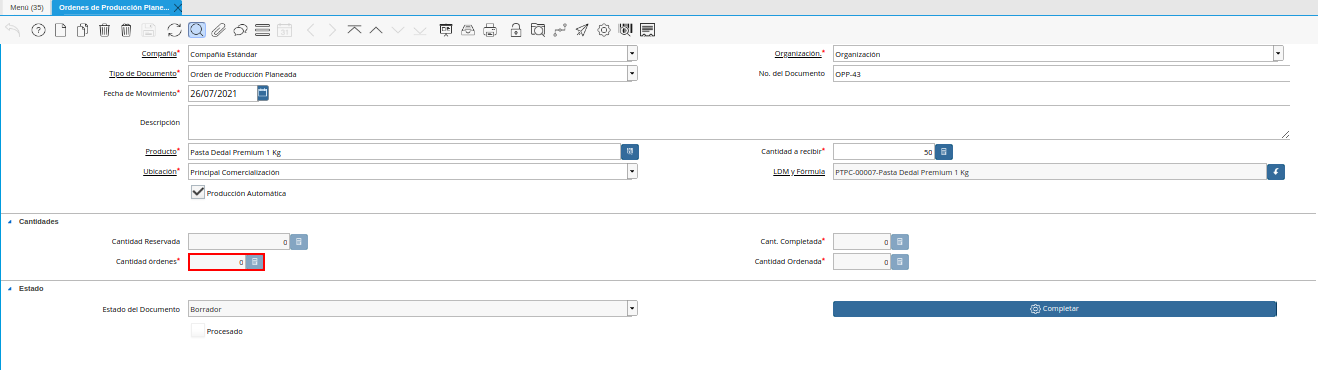 Menú (35) Ordenes de Producción Plane...
Compañía* Compañía Estándar Organización.* Organización
Tipo de Documento* Orden de Producción Planeada No. del Documento OPP-43
Fecha de Movimiento* 26/07/2021
Descripción
Producto* Pasta Dedal Premium 1 Kg Cantidad a recibir* 50
Ubicación* Principal Comercialización LDM y Fórmula PTPC-00007-Pasta Dedal Premium 1 Kg
Producción Automática
Cantidades
Cantidad Reservada 0 Cant. Completada* 0
Cantidad órdenes* 0 Cantidad Ordenada* 0
Estado
Estado del Documento Borrador Completar
Procesado